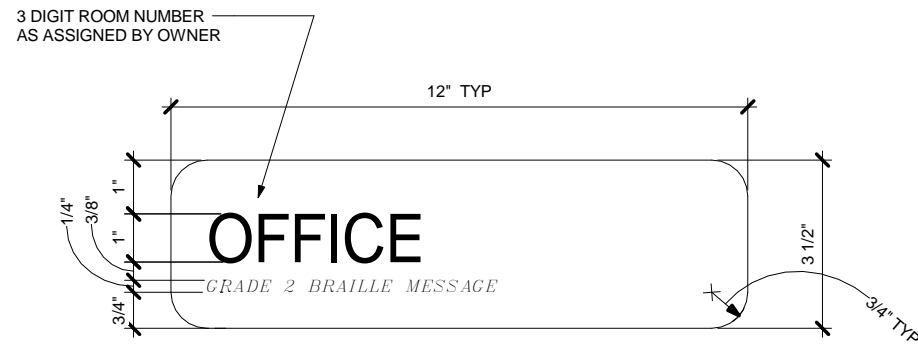 3 DIGIT ROOM NUMBER
AS ASSIGNED BY OWNER
12" TYP
1"
1/4"
3/8"
1"
OFFICE
3 1/2"
GRADE 2 BRAILLE MESSAGE
3/4"
3/4" TYP